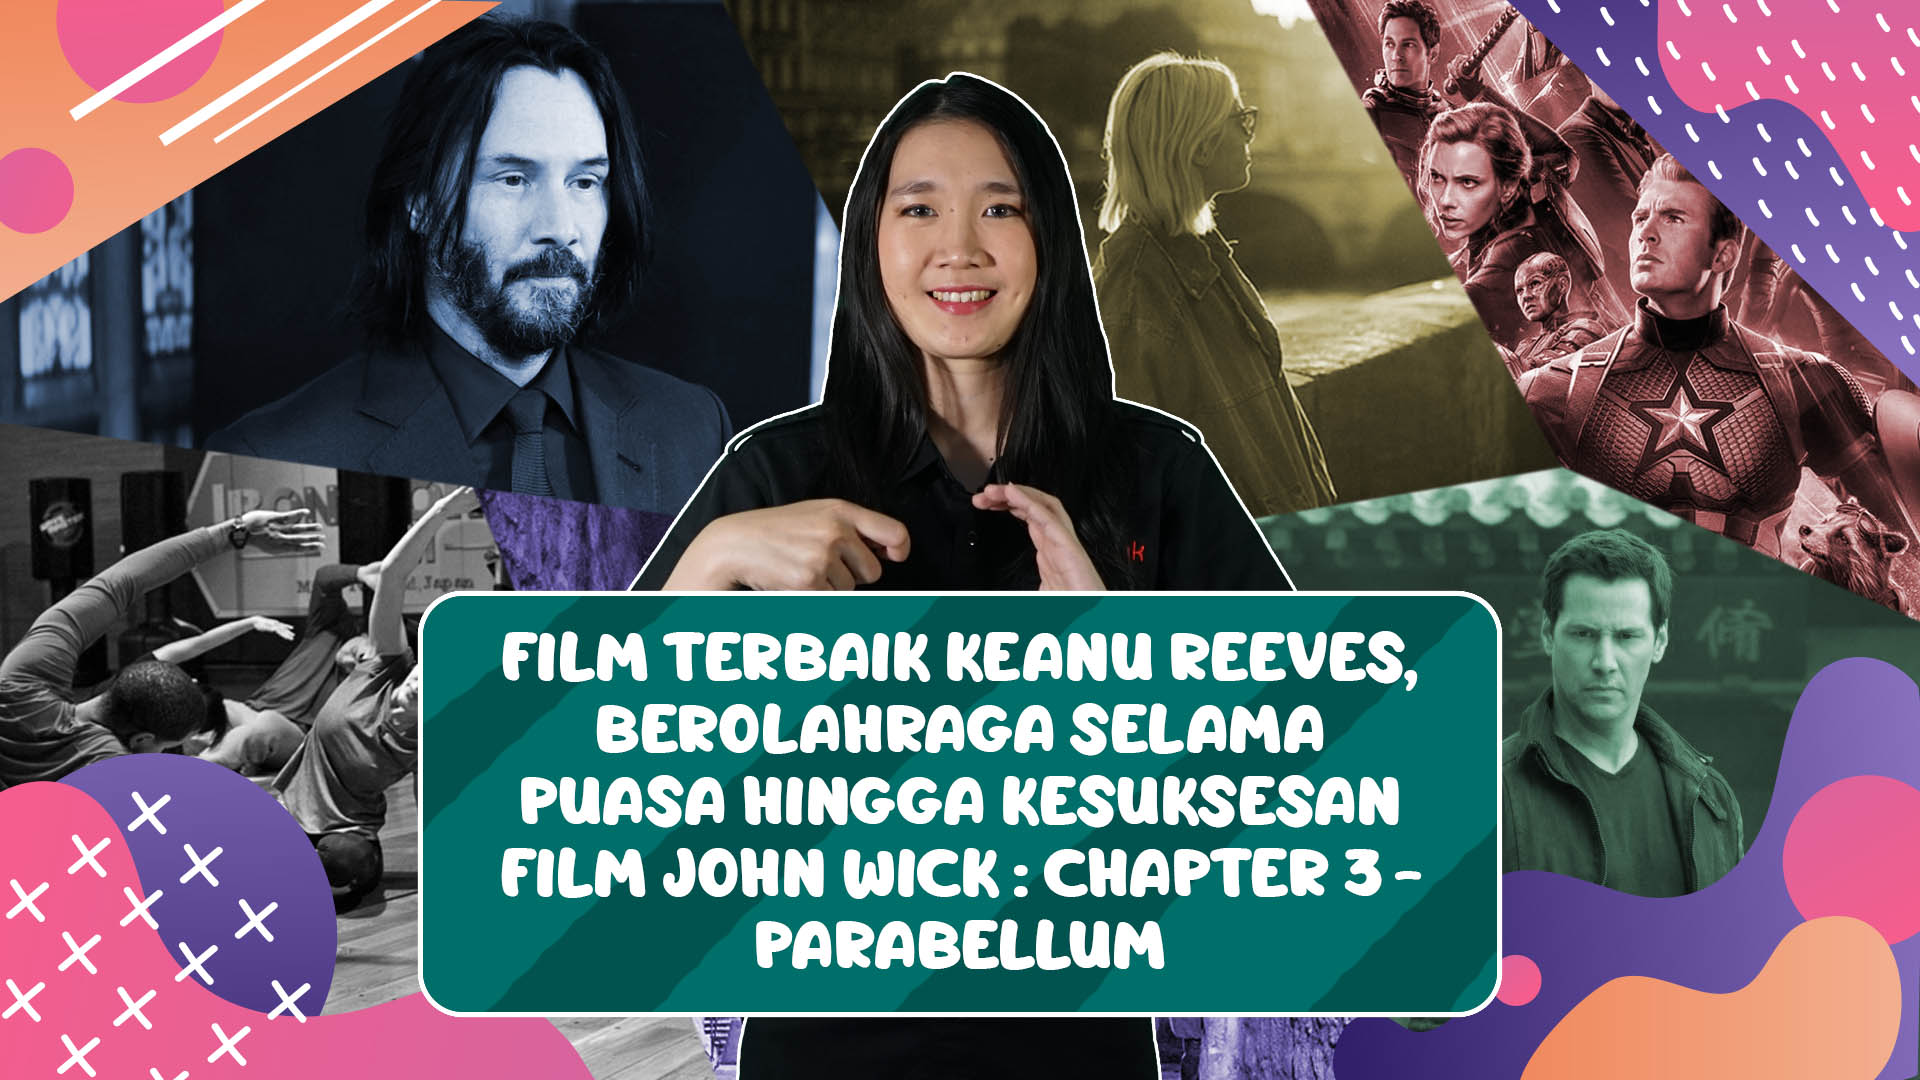 FILM TERBAIK KEANU REEVES,
BEROLAHRAGA SELAMA
PUASA HINGGA KESUKSESAN
FILM JOHN WICK : CHAPTER 3 -
PARABELLUM